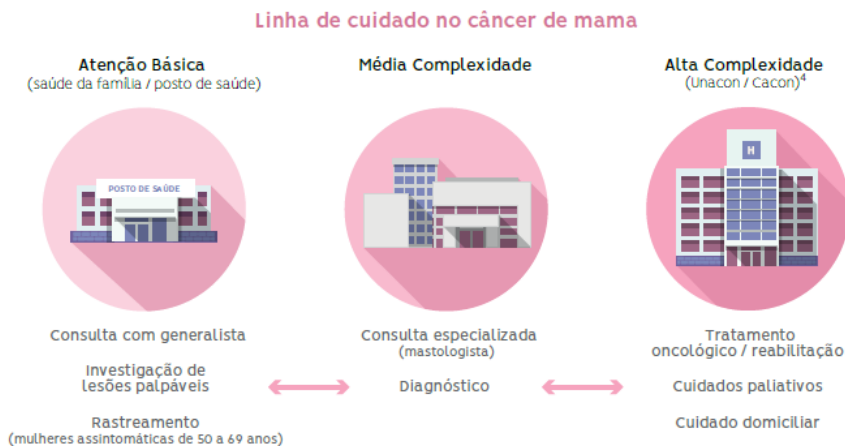 Linha de cuidado no câncer de mama
Atenção Básica
(saúde da família / posto de saúde)
POSTO DE SAÚDE
Consulta com generalista
Investigação de
lesões palpáveis
Rastreamento
(mulheres assintomáticas de 50 a 69 anos)
Média Complexidade
Consulta especializada
(mastologista)
Diagnóstico
Alta Complexidade
(Unacon / Cacon)⁴
H
Tratamento
oncológico / reabilitação
Cuidados paliativos
Cuidado domiciliar